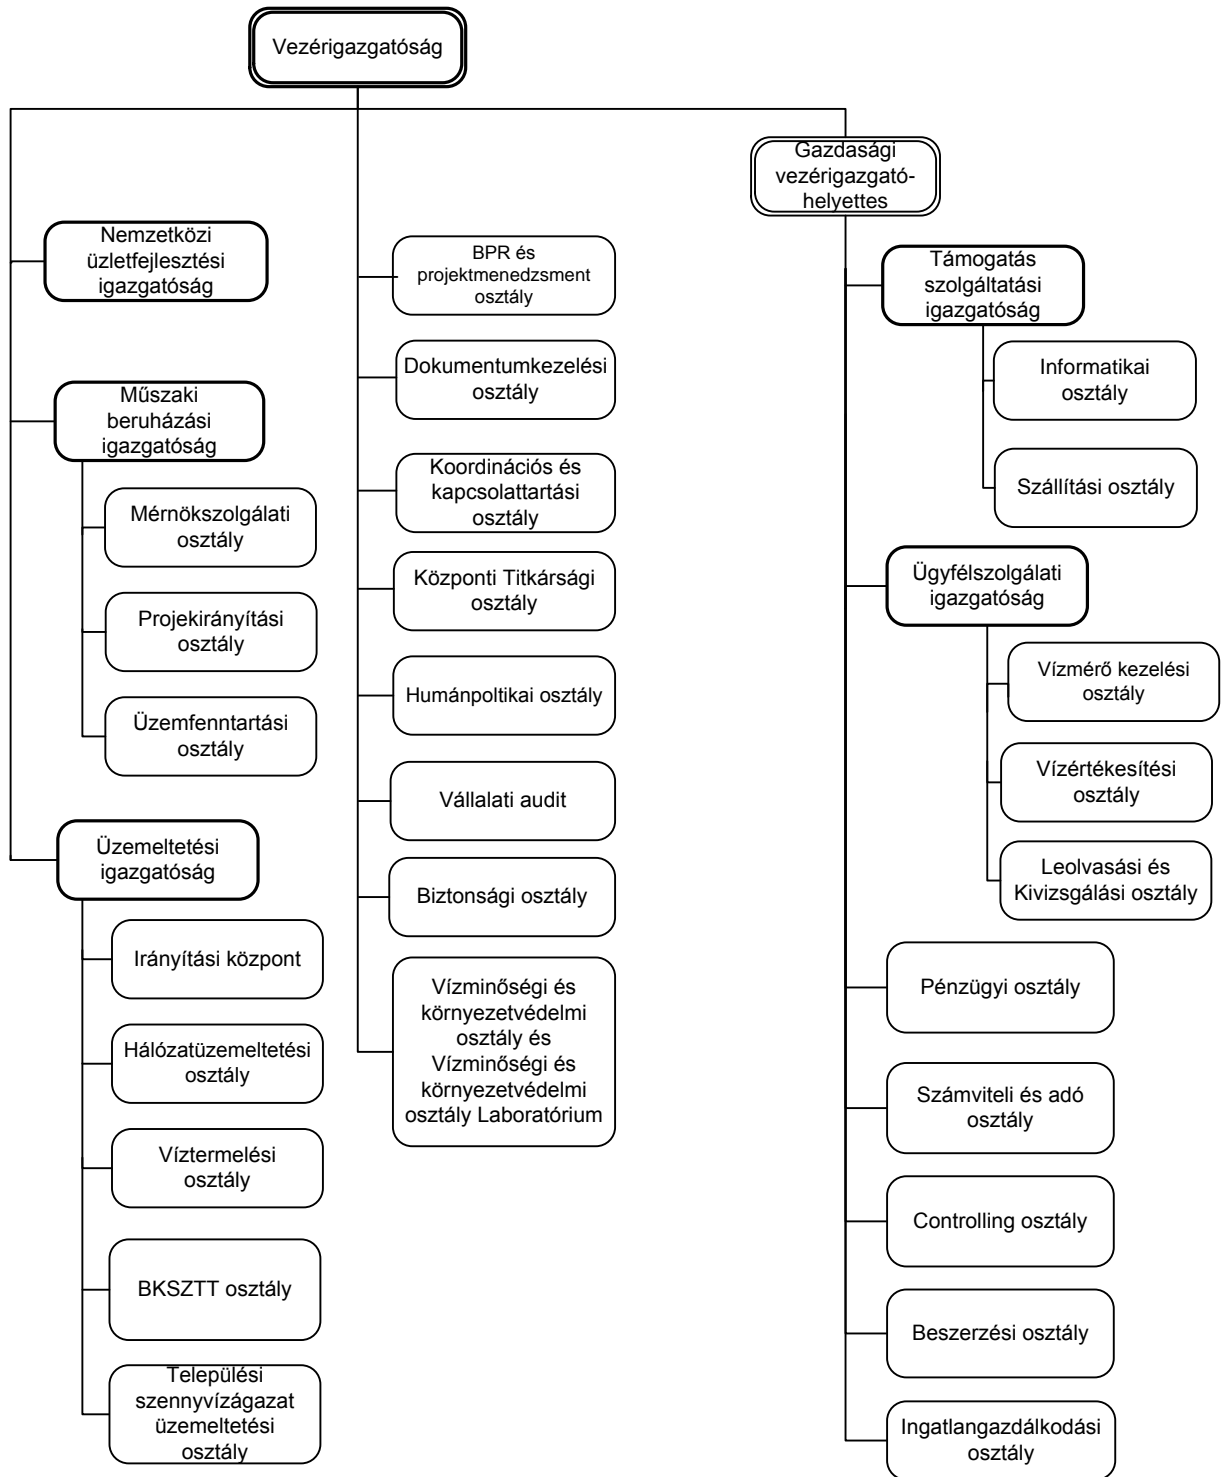 Vezérigazgatóság
Gazdasági
vezérigazgató-
helyettes
Nemzetközi
üzletfejlesztési
igazgatóság
Műszaki
beruházási
igazgatóság
Mérnökszolgálati
osztály
Projekirányítási
osztály
Üzemfenntartási
osztály
Üzemeltetési
igazgatóság
Irányítási központ
Hálózatüzemeltetési
osztály
Víztermelési
osztály
BKSZTT osztály
Települési
szennyvízágazat
üzemeltetési
osztály
BPR és
projektmenedzsment
osztály
Dokumentumkezelési
osztály
Koordinációs és
kapcsolattartási
osztály
Központi Titkársági
osztály
Humánpoltikai osztály
Vállalati audit
Biztonsági osztály
Vízminőségi és
környezetvédelmi
osztály és
Vízminőségi és
környezetvédelmi
osztály Laboratórium
Támogatás
szolgáltatási
igazgatóság
Informatikai
osztály
Szállítási osztály
Ügyfélszolgálati
igazgatóság
Vízmérő kezelési
osztály
Vízértékesítési
osztály
Leolvasási és
Kivizsgálási osztály
Pénzügyi osztály
Számviteli és adó
osztály
Controlling osztály
Beszerzési osztály
Ingatlangazdálkodási
osztály